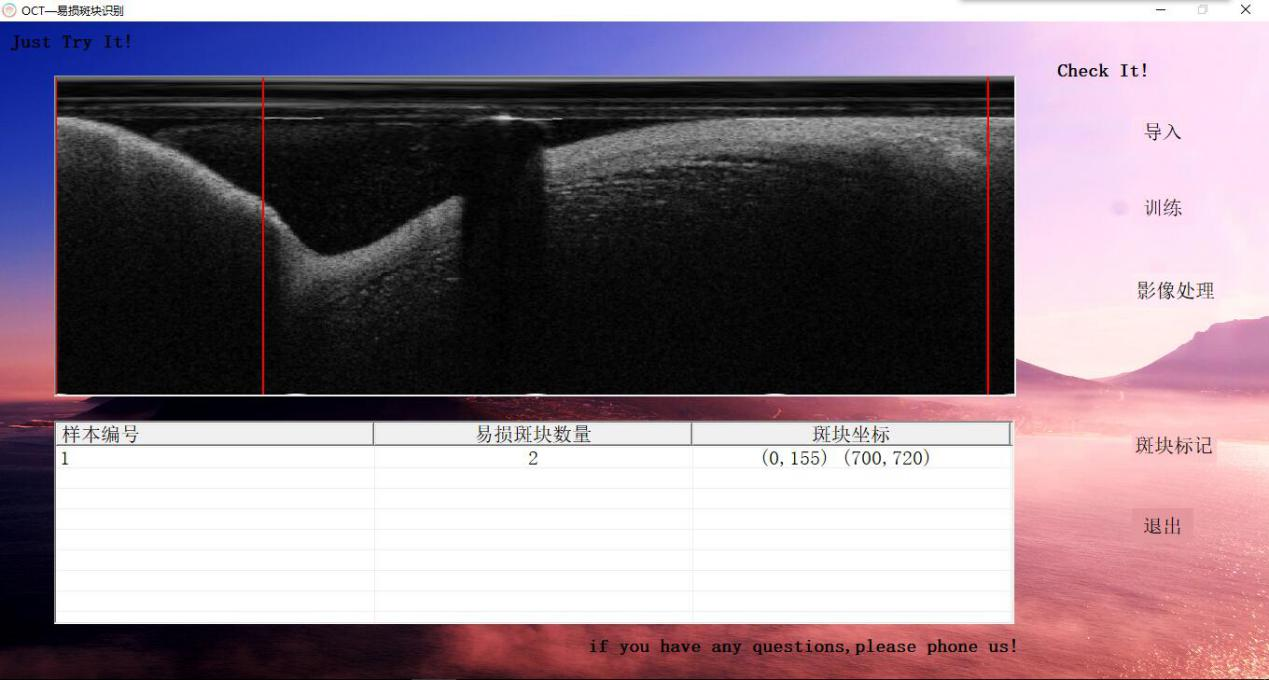 OCT—易损斑块识别
Just Try It!
Check It!
导入
训练
影像处理
样本编号 易损斑块数量 斑块坐标
1 2 (0,155) (700,720)
斑块标记
退出
if you have any questions,please phone us!